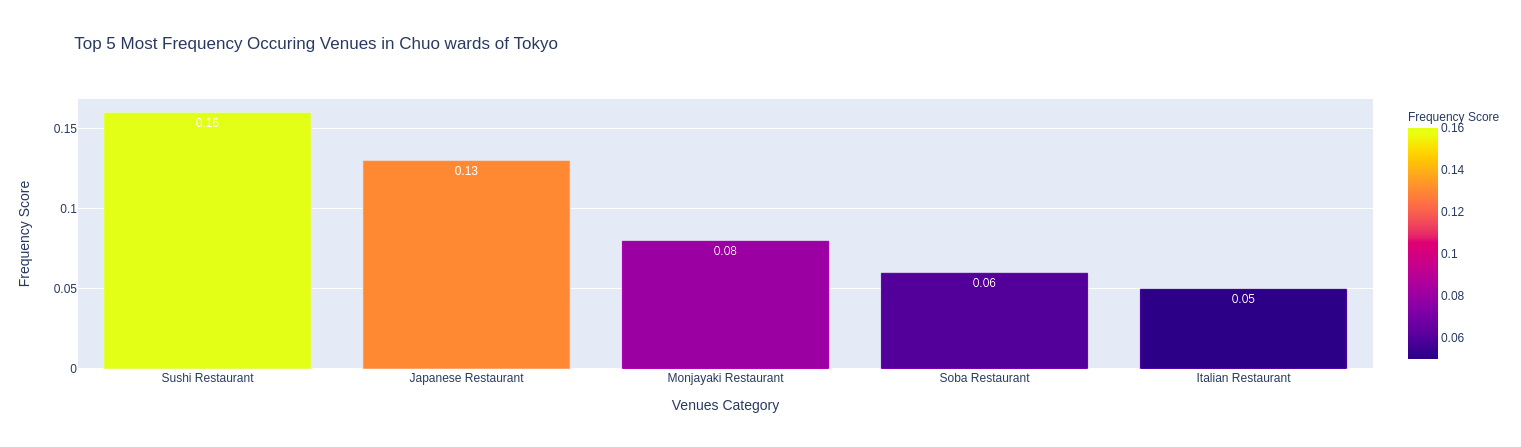 Top 5 Most Frequency Occuring Venues in Chuo wards of Tokyo
Frequency Score
0.15
0.1
0.05
0
0.16
0.13
0.08
0.06
0.05
Sushi Restaurant
Japanese Restaurant
Monjayaki Restaurant
Soba Restaurant
Italian Restaurant
Venues Category
Frequency Score
0.16
0.14
0.12
0.1
0.08
0.06